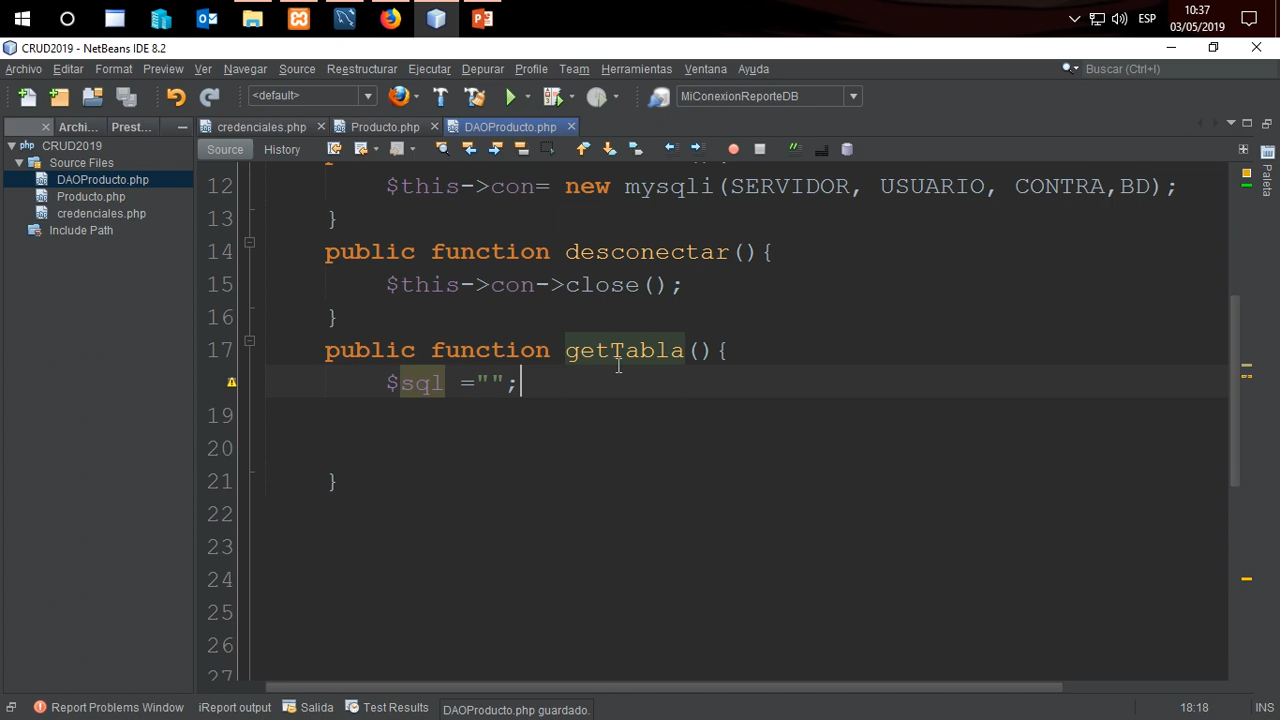 ESP
10:37
03/05/2019
CRUD2019 - NetBeans IDE 8.2
Archivo Editar Format Preview Ver Navegar Source Reestructurar Ejecutar Depurar Profile Team Herramientas Ventana Ayuda
Buscar (Ctrl+I)
<default>
MiConexionReporteDB
Archi... Prest...
credenciales.php Producto.php DAOProducto.php
Source History
CRUD2019
Source Files
DAOProducto.php
Producto.php
credenciales.php
Include Path
Paleta
12 $this->con= new mysqli(SERVIDOR, USUARIO, CONTRA,BD);
13 }
14 public function desconectar(){
15 $this->con->close();
16 }
17 public function getTabla(){
$sql ="";
19
20
21 }
22
23
24
25
26
27
Report Problems Window iReport output Salida Test Results DAOProducto.php guardado. 18:18 INS